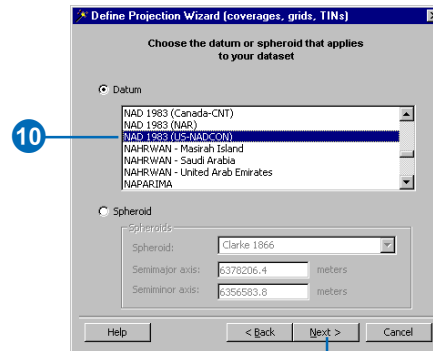 Define Projection Wizard (coverages, grids, TINs)
Choose the datum or spheroid that applies
to your dataset
Datum
NAD 1983 (Canada-CNT)
NAD 1983 (NAR)
10
NAD 1983 (US-NADCON)
NAHRWAN - Masirah Island
NAHRWAN - Saudi Arabia
NAHRWAN - United Arab Emirates
NAPARIMA
Spheroid
Spheroids
Spheroid: Clarke 1866
Semimajor axis: 6378206.4 meters
Semiminor axis: 6356583.8 meters
Help < Back Next > Cancel